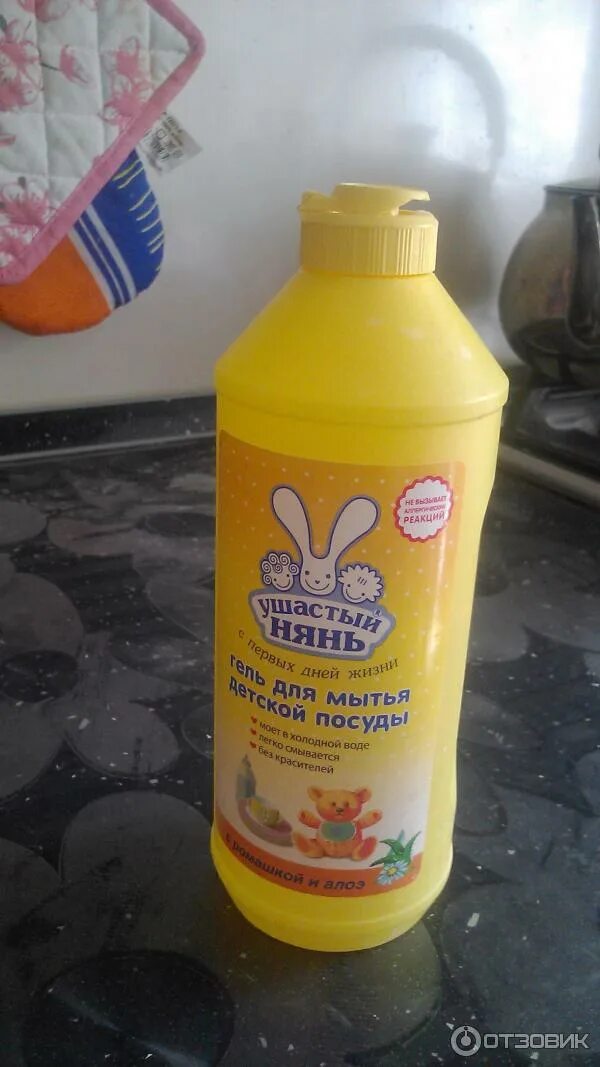 НЕ ВЫЗЫВАЕТ
АЛЛЕРГИЧЕСКИХ
РЕАКЦИЙ
УШАСТЫЙ
НЯНЬ
с первых дней жизни
гель для мытья
детской посуды
моет в холодной воде
легко смывается
без красителей
с ромашкой и алоэ
ОТЗОВИК